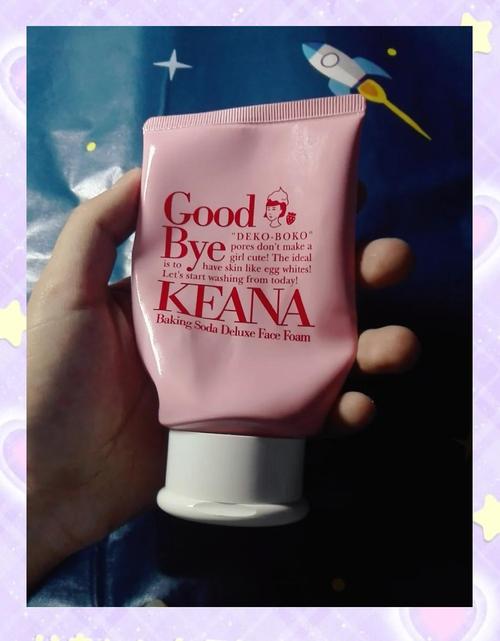 Good
Bye "DEKO-BOKO"
pores don't make a
girl cute! The ideal
is to have skin like egg whites!
Let's start washing from today!
KEANA
Baking Soda Deluxe Face Foam